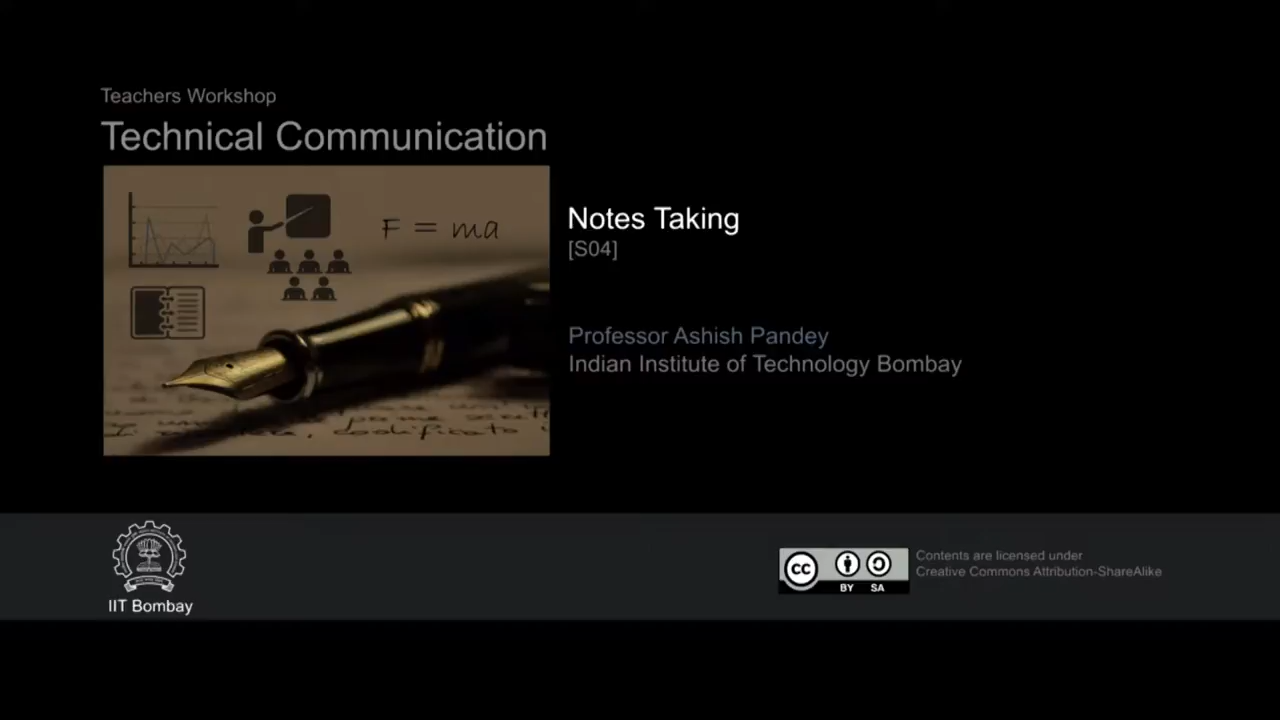 Teachers Workshop
Technical Communication
F = ma
Notes Taking
[S04]
Professor Ashish Pandey
Indian Institute of Technology Bombay
IIT Bombay
cc
BY SA
Contents are licensed under
Creative Commons Attribution-ShareAlike